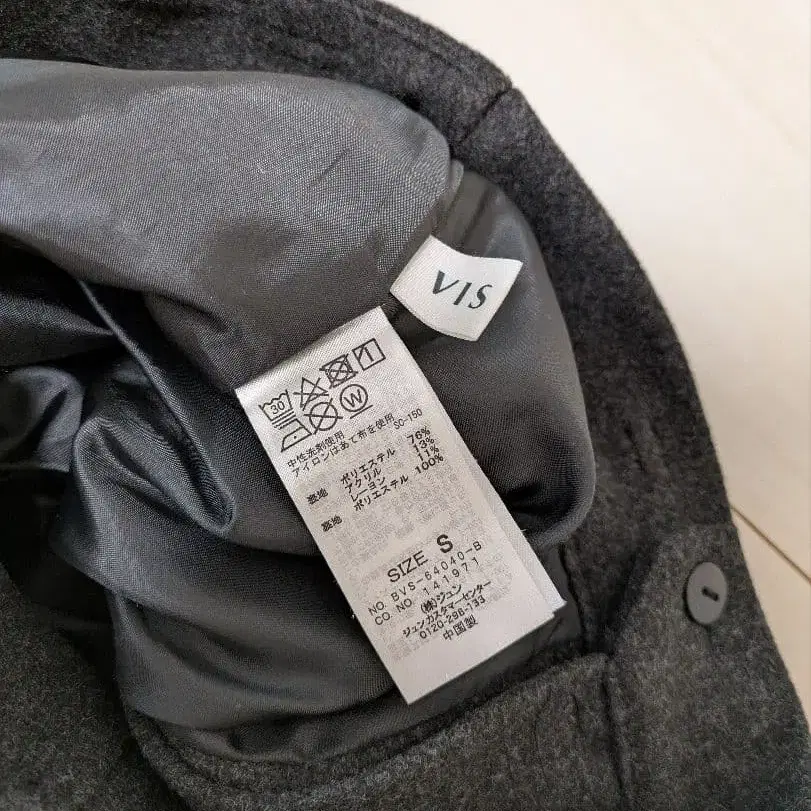 VIS
30
W
中性洗剤使用
アイロンはあて布を使用 SO-150
表地 ポリエステル 76%
アクリル 13%
レーヨン 11%
裏地 ポリエステル 100%
SIZE S
NO. BVS-64040-B
CO. NO. 141971
(株)ジュン
ジュンカスタマーセンター
0120-298-133
中国製